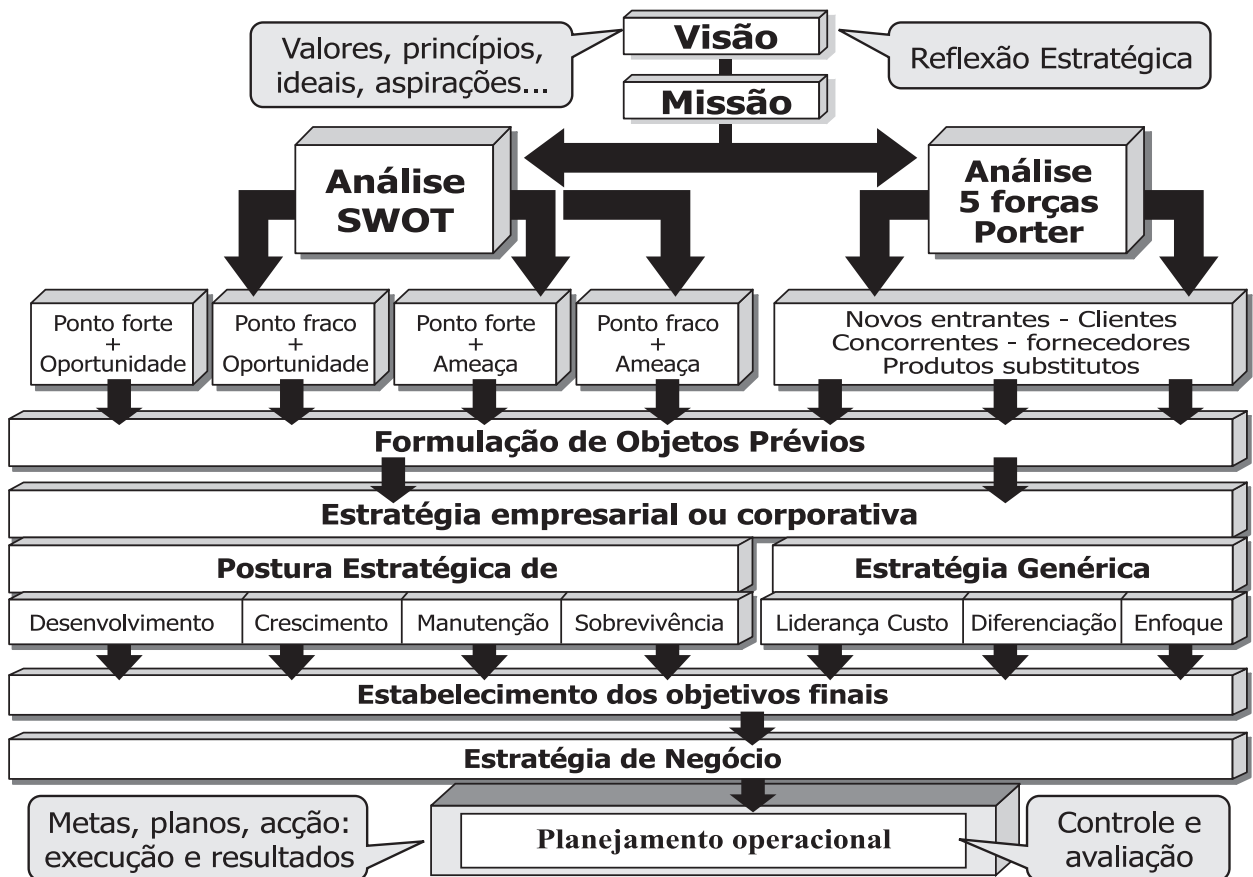 Valores, princípios,
ideais, aspirações...
Visão
Reflexão Estratégica
Missão
Análise
SWOT
Análise
5 forças
Porter
Ponto forte
+
Oportunidade
Ponto fraco
+
Oportunidade
Ponto forte
+
Ameaça
Ponto fraco
+
Ameaça
Novos entrantes - Clientes
Concorrentes - fornecedores
Produtos substitutos
Formulação de Objetos Prévios
Estratégia empresarial ou corporativa
Postura Estratégica de
Estratégia Genérica
Desenvolvimento
Crescimento
Manutenção
Sobrevivência
Liderança Custo
Diferenciação
Enfoque
Estabelecimento dos objetivos finais
Estratégia de Negócio
Metas, planos, acção:
execução e resultados
Planejamento operacional
Controle e
avaliação